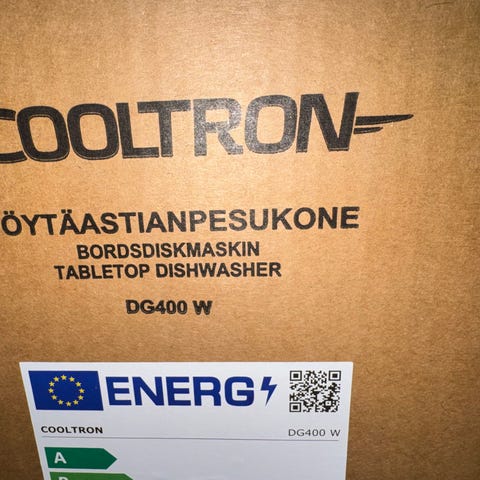 COOLTRON
ÖYTÄASTIANPESUKONE
BORDSDISKMASKIN
TABLETOP DISHWASHER
DG400 W
ENERG
COOLTRON DG400 W
A